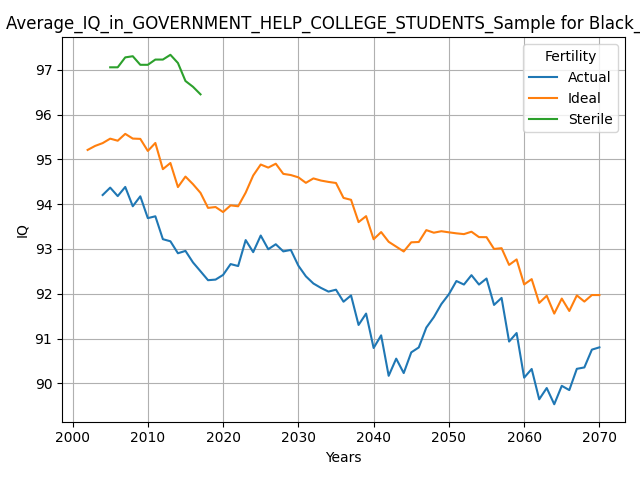 Average_IQ_in_GOVERNMENT_HELP_COLLEGE_STUDENTS_Sample for Black_
Fertility
Actual
Ideal
Sterile
97
96
95
94
93
92
91
90
IQ
2000 2010 2020 2030 2040 2050 2060 2070
Years